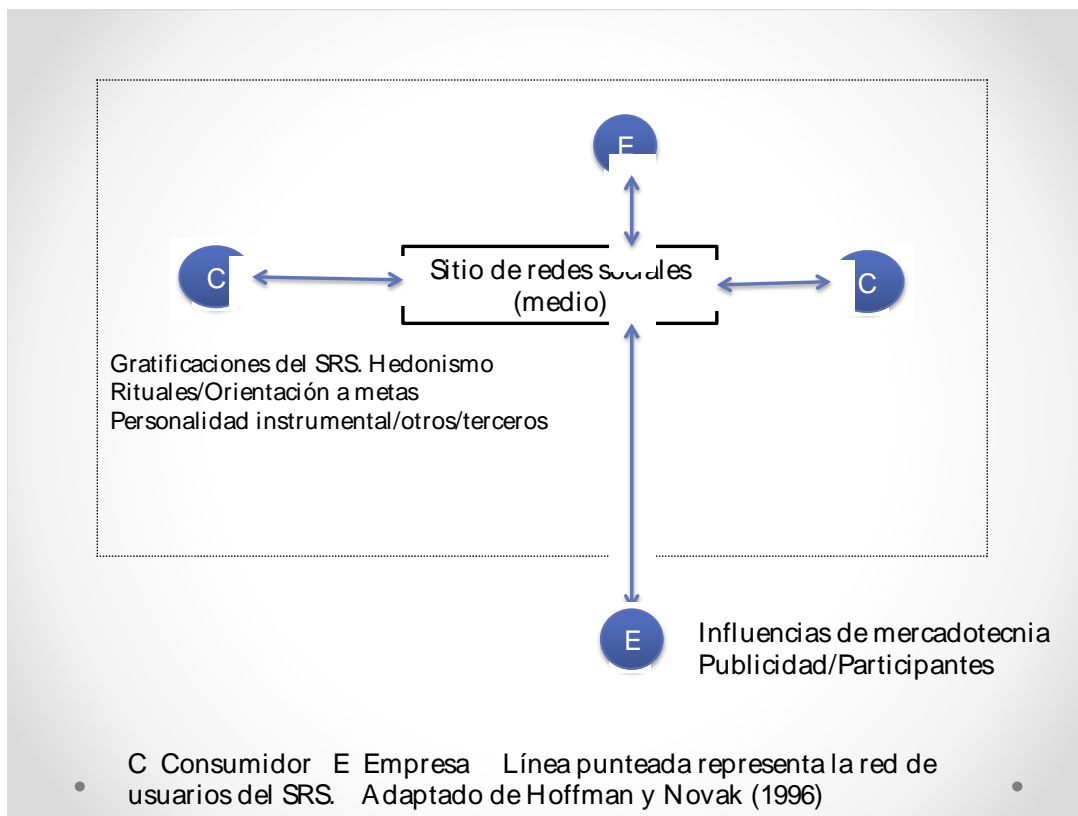 E
Sitio de redes sociales
(medio)
C
C
Gratificaciones del SRS. Hedonismo
Rituales/Orientación a metas
Personalidad instrumental/otros/terceros
E
Influencias de mercadotecnia
Publicidad/Participantes
C Consumidor E Empresa Línea punteada representa la red de
usuarios del SRS. Adaptado de Hoffman y Novak (1996)